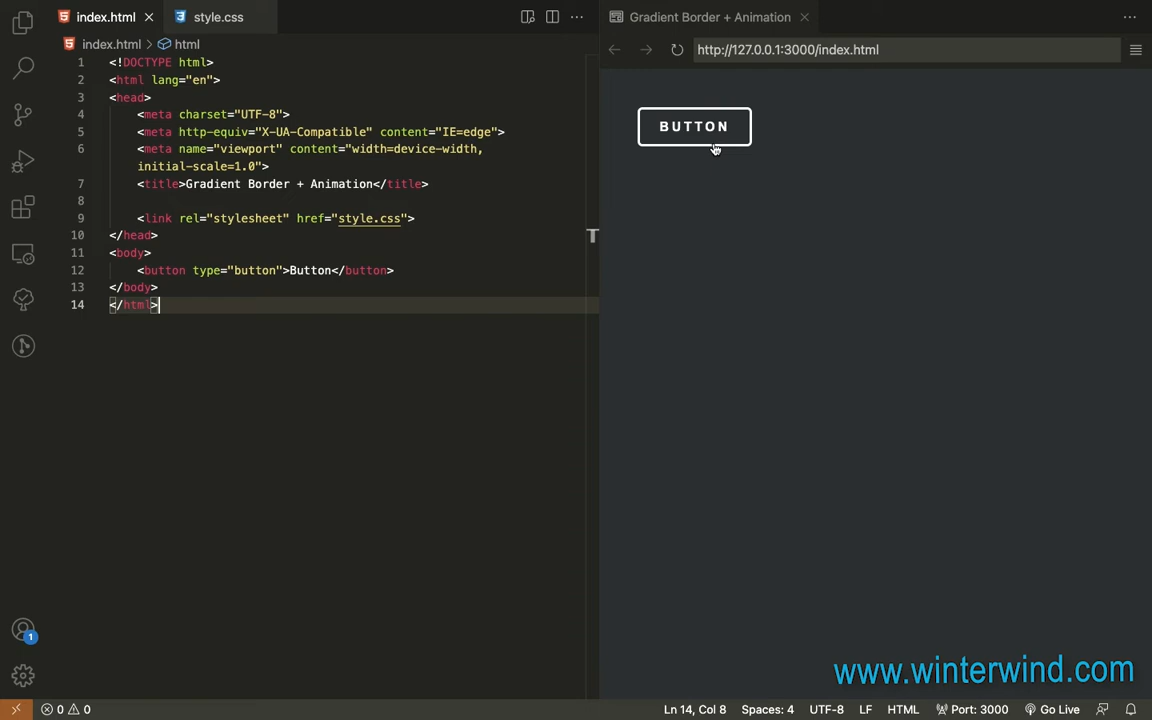 index.html
style.css
Gradient Border + Animation
index.html > html
http://127.0.0.1:3000/index.html
1 <!DOCTYPE html>
2 <html lang="en">
3 <head>
4 <meta charset="UTF-8">
5 <meta http-equiv="X-UA-Compatible" content="IE=edge">
6 <meta name="viewport" content="width=device-width,
initial-scale=1.0">
7 <title>Gradient Border + Animation</title>
8
9 <link rel="stylesheet" href="style.css">
10 </head>
11 <body>
12 <button type="button">Button</button>
13 </body>
14 </html>
BUTTON
T
1
www.winterwind.com
0 0
Ln 14, Col 8 Spaces: 4 UTF-8 LF HTML Port: 3000 Go Live